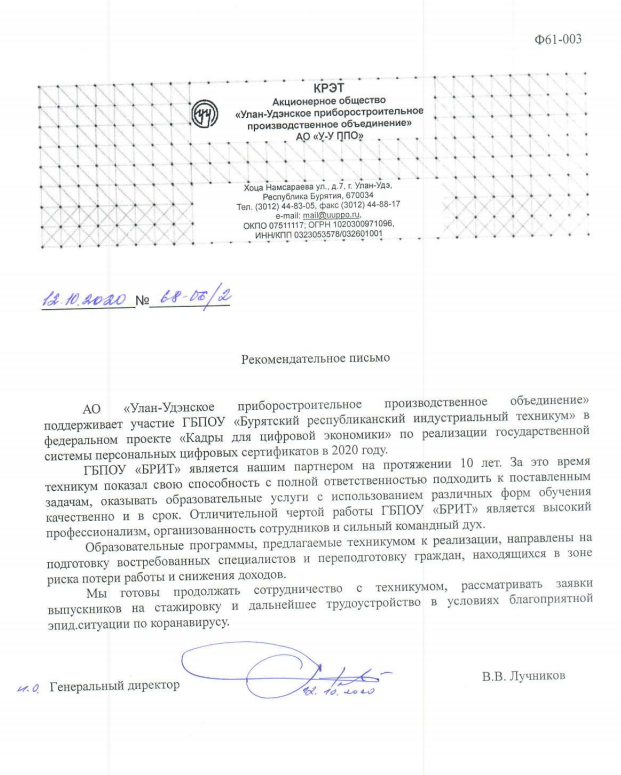 Ф61-003
КРЭТ
Акционерное общество
«Улан-Удэнское приборостроительное
производственное объединение»
АО «У-У ППО»
Хоца Намсараева ул., д.7, г. Улан-Удэ,
Республика Бурятия, 670034
Тел. (3012) 44-83-05, факс (3012) 44-88-17
e-mail: mail@uuppo.ru,
ОКПО 07511117; ОГРН 1020300971096,
ИНН/КПП 0323053578/032601001
12.10.2020 № 68-ОБ/2
Рекомендательное письмо
АО «Улан-Удэнское приборостроительное производственное объединение»
поддерживает участие ГБПОУ «Бурятский республиканский индустриальный техникум» в
федеральном проекте «Кадры для цифровой экономики» по реализации государственной
системы персональных цифровых сертификатов в 2020 году.
ГБПОУ «БРИТ» является нашим партнером на протяжении 10 лет. За это время
техникум показал свою способность с полной ответственностью подходить к поставленным
задачам, оказывать образовательные услуги с использованием различных форм обучения
качественно и в срок. Отличительной чертой работы ГБПОУ «БРИТ» является высокий
профессионализм, организованность сотрудников и сильный командный дух.
Образовательные программы, предлагаемые техникумом к реализации, направлены на
подготовку востребованных специалистов и переподготовку граждан, находящихся в зоне
риска потери работы и снижения доходов.
Мы готовы продолжать сотрудничество с техникумом, рассматривать заявки
выпускников на стажировку и дальнейшее трудоустройство в условиях благоприятной
эпид.ситуации по коранавирусу.
и.о. Генеральный директор
12.10.2020
В.В. Лучников